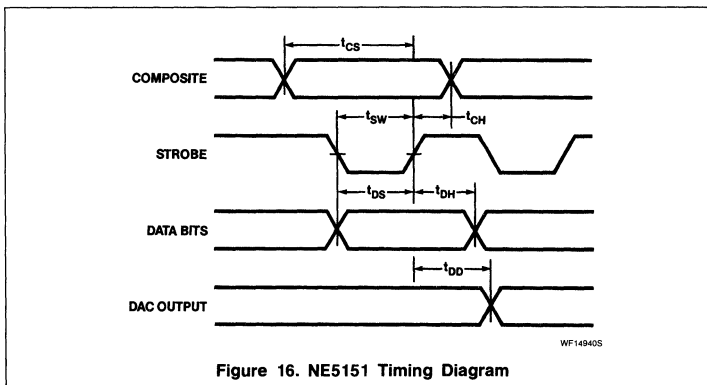 tCS
COMPOSITE
tSW
tCH
STROBE
tDS
tDH
DATA BITS
tDD
DAC OUTPUT
WF14940S
Figure 16. NE5151 Timing Diagram